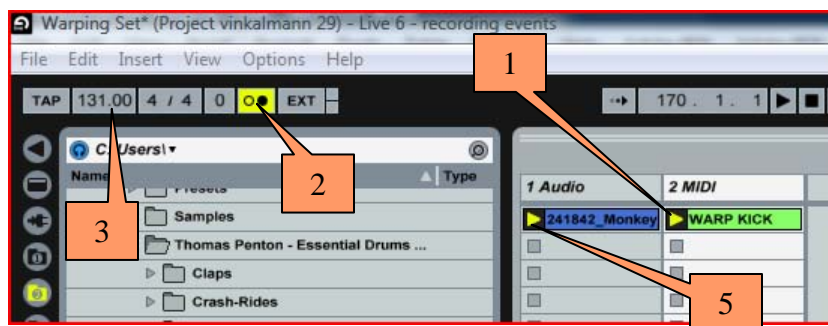 Warping Set* (Project vinkalmann 29) - Live 6 - recording events
File Edit Insert View Options Help
1
TAP 131.00 4 / 4 0 EXT 170 . 1 . 1
C:\Users\
Name Type
Presets
2
3
Samples
Thomas Penton - Essential Drums ...
Claps
Crash-Rides
1 Audio 2 MIDI
241842_Monkey WARP KICK
5